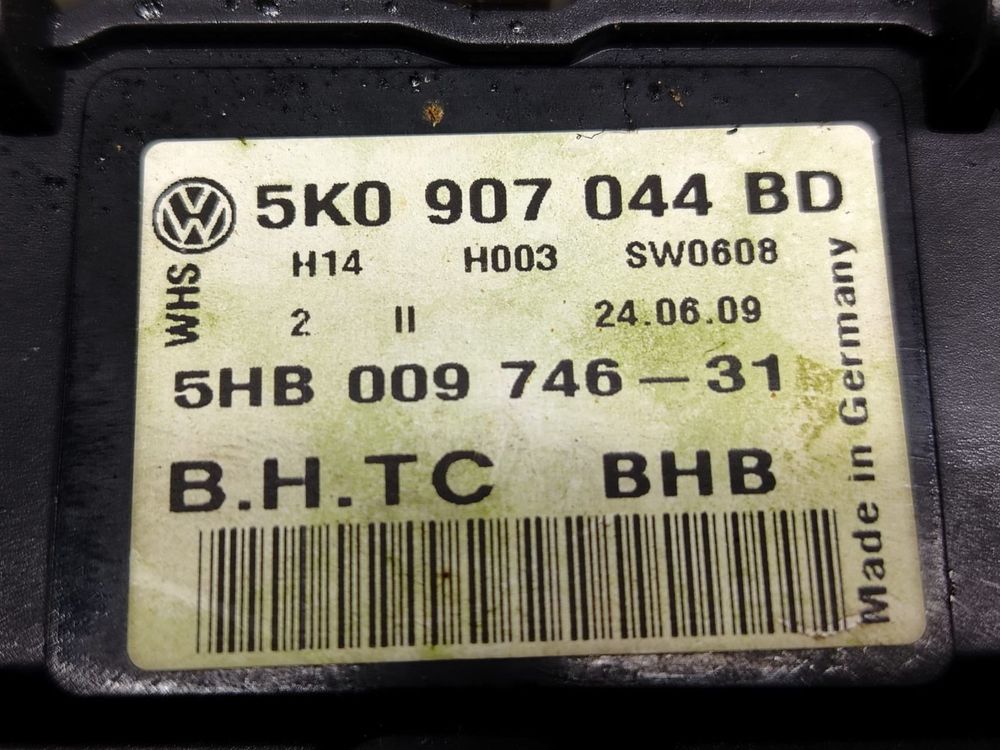 5K0 907 044 BD
H14 H003 SW0608
2 II 24.06.09
5HB 009 746-31
B.H.TC BHB
WHS
Made in Germany